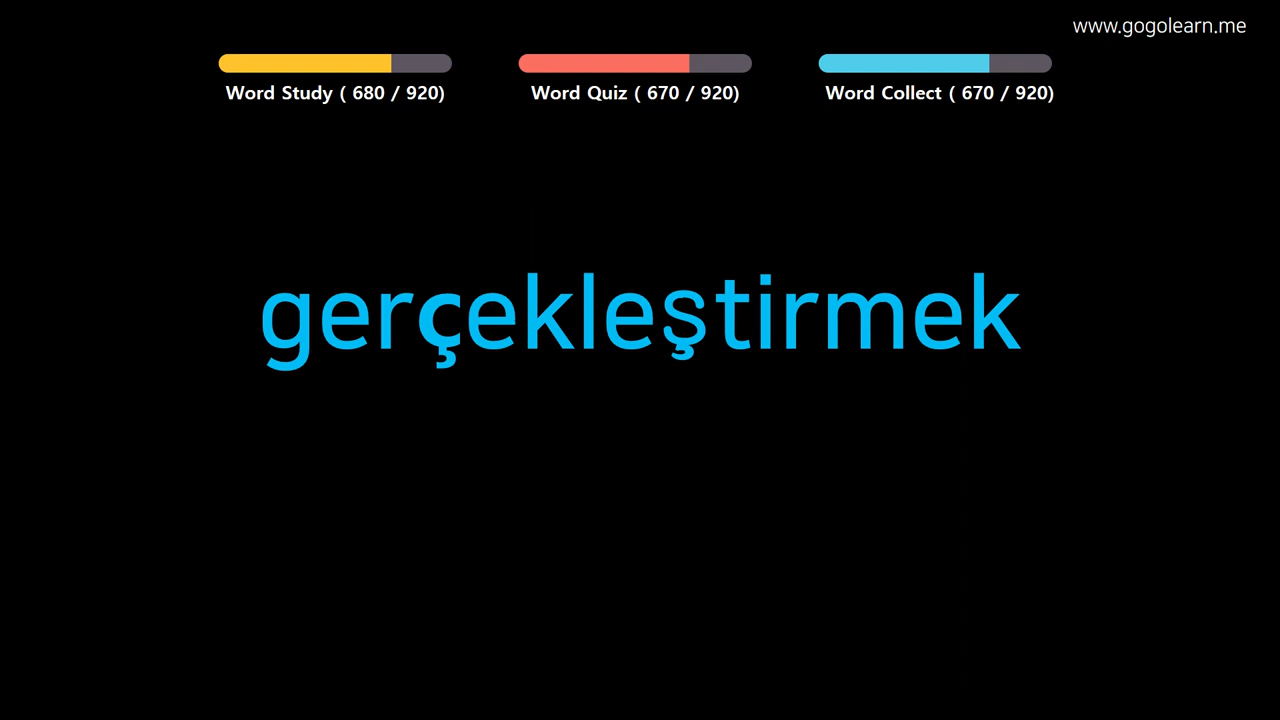 www.gogolearn.me
Word Study ( 680 / 920)
Word Quiz ( 670 / 920)
Word Collect ( 670 / 920)
gerçekleştirmek